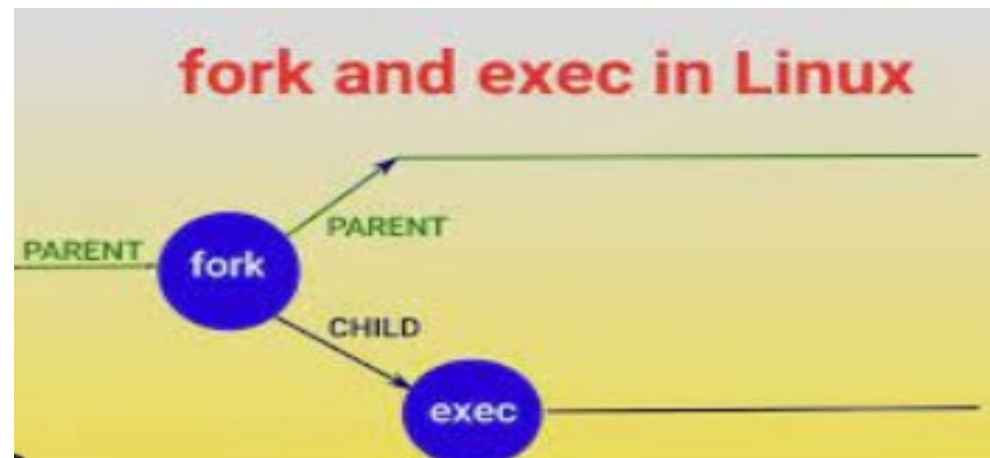 fork and exec in Linux
PARENT
PARENT
fork
CHILD
exec